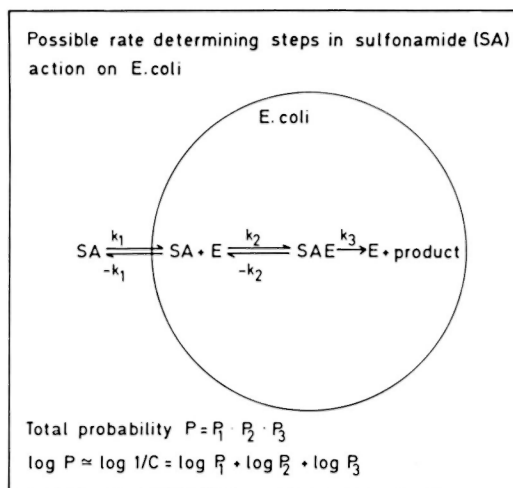 Possible rate determining steps in sulfonamide (SA)
action on E.coli
E.coli
k₁ k₂ k₃
SA ⇌ SA + E ⇌ SAE → E + product
-k₁ -k₂
Total probability P = P₁ · P₂ · P₃
log P ≃ log 1/C = log P₁ + log P₂ + log P₃